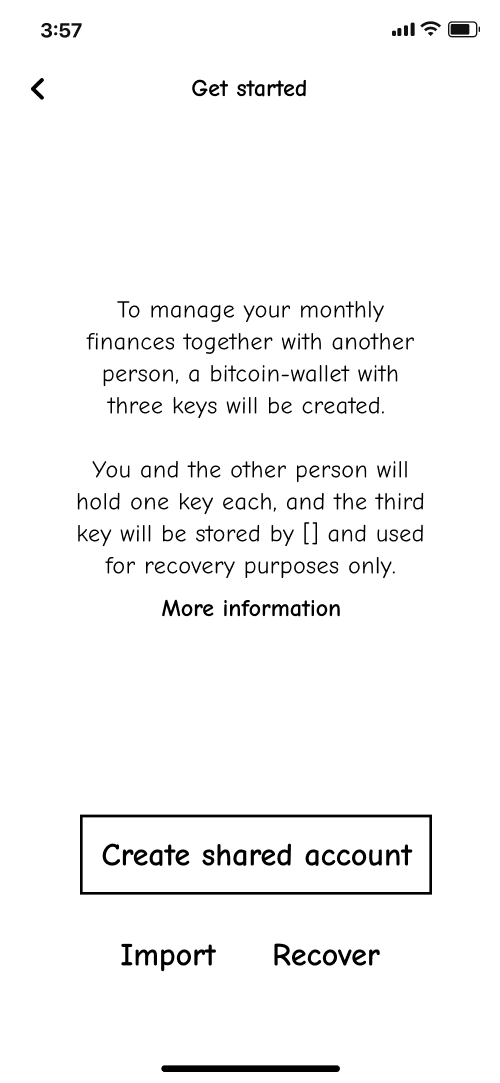 3:57
Get started
To manage your monthly
finances together with another
person, a bitcoin-wallet with
three keys will be created.
You and the other person will
hold one key each, and the third
key will be stored by [] and used
for recovery purposes only.
More information
Create shared account
Import Recover